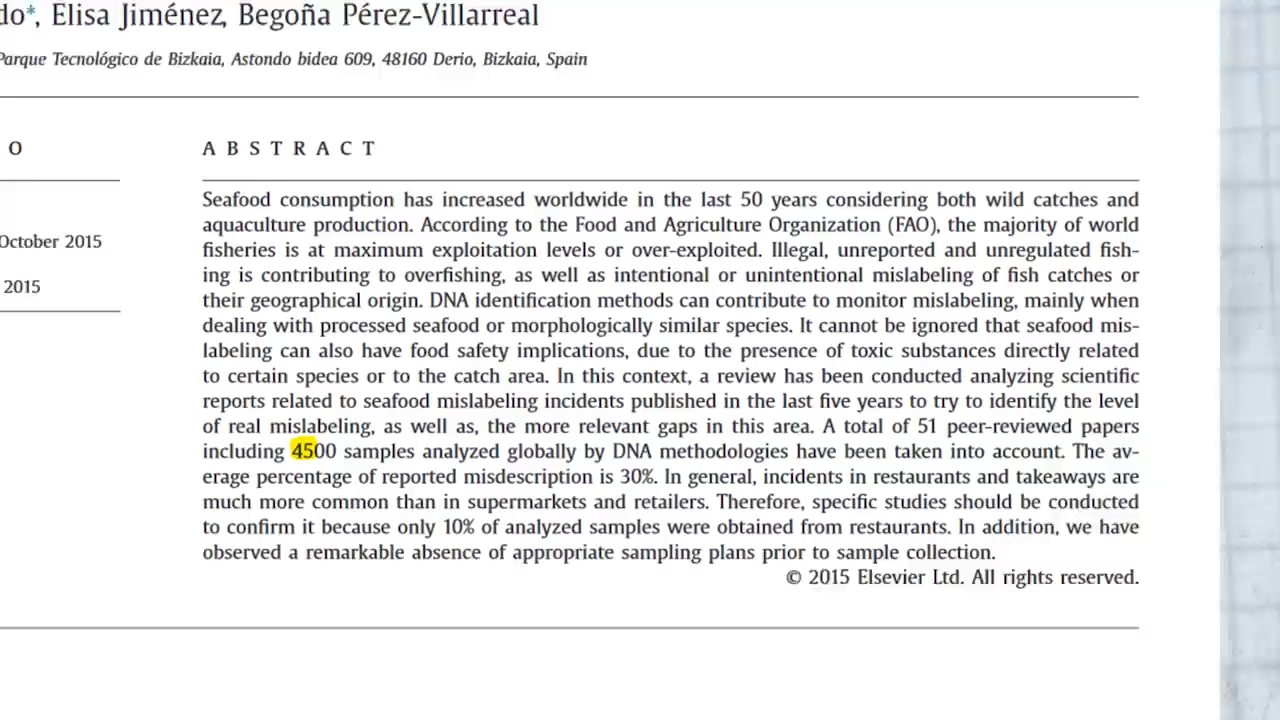 do*, Elisa Jiménez, Begoña Pérez-Villarreal
Parque Tecnológico de Bizkaia, Astondo bidea 609, 48160 Derio, Bizkaia, Spain
O
ABSTRACT
October 2015
2015
Seafood consumption has increased worldwide in the last 50 years considering both wild catches and
aquaculture production. According to the Food and Agriculture Organization (FAO), the majority of world
fisheries is at maximum exploitation levels or over-exploited. Illegal, unreported and unregulated fish-
ing is contributing to overfishing, as well as intentional or unintentional mislabeling of fish catches or
their geographical origin. DNA identification methods can contribute to monitor mislabeling, mainly when
dealing with processed seafood or morphologically similar species. It cannot be ignored that seafood mis-
labeling can also have food safety implications, due to the presence of toxic substances directly related
to certain species or to the catch area. In this context, a review has been conducted analyzing scientific
reports related to seafood mislabeling incidents published in the last five years to try to identify the level
of real mislabeling, as well as, the more relevant gaps in this area. A total of 51 peer-reviewed papers
including 4500 samples analyzed globally by DNA methodologies have been taken into account. The av-
erage percentage of reported misdescription is 30%. In general, incidents in restaurants and takeaways are
much more common than in supermarkets and retailers. Therefore, specific studies should be conducted
to confirm it because only 10% of analyzed samples were obtained from restaurants. In addition, we have
observed a remarkable absence of appropriate sampling plans prior to sample collection.
© 2015 Elsevier Ltd. All rights reserved.